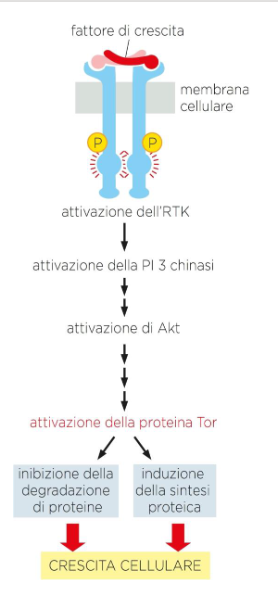 fattore di crescita
membrana
cellulare
P
P
attivazione dell'RTK
attivazione della PI 3 chinasi
attivazione di Akt
attivazione della proteina Tor
inibizione della
degradazione
di proteine
induzione
della sintesi
proteica
CRESCITA CELLULARE